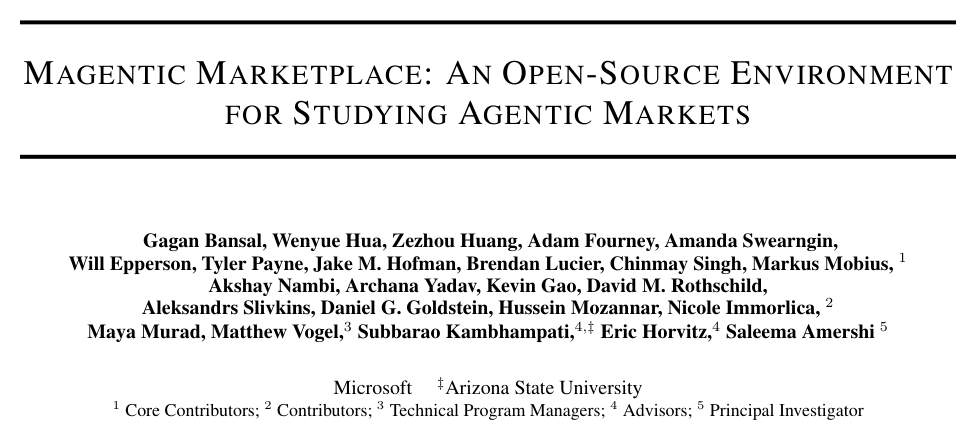 MAGENTIC MARKETPLACE: AN OPEN-SOURCE ENVIRONMENT
FOR STUDYING AGENTIC MARKETS
Gagan Bansal, Wenyue Hua, Zezhou Huang, Adam Fourney, Amanda Swearngin,
Will Epperson, Tyler Payne, Jake M. Hofman, Brendan Lucier, Chinmay Singh, Markus Mobius, ¹
Akshay Nambi, Archana Yadav, Kevin Gao, David M. Rothschild,
Aleksandrs Slivkins, Daniel G. Goldstein, Hussein Mozannar, Nicole Immorlica, ²
Maya Murad, Matthew Vogel,³ Subbarao Kambhampati,⁴,‡ Eric Horvitz,⁴ Saleema Amershi ⁵
Microsoft ‡Arizona State University
¹ Core Contributors; ² Contributors; ³ Technical Program Managers; ⁴ Advisors; ⁵ Principal Investigator